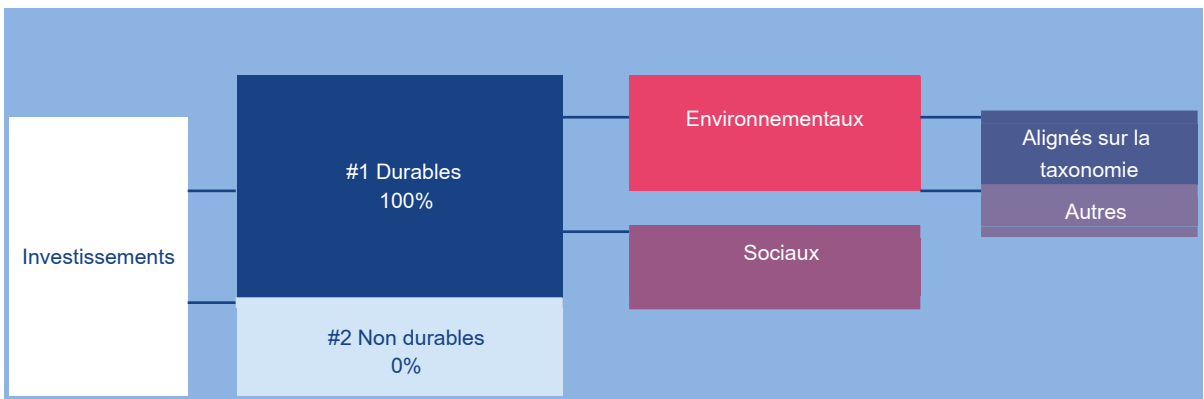 Investissements
#1 Durables
100%
#2 Non durables
0%
Environnementaux
Sociaux
Alignés sur la
taxonomie
Autres